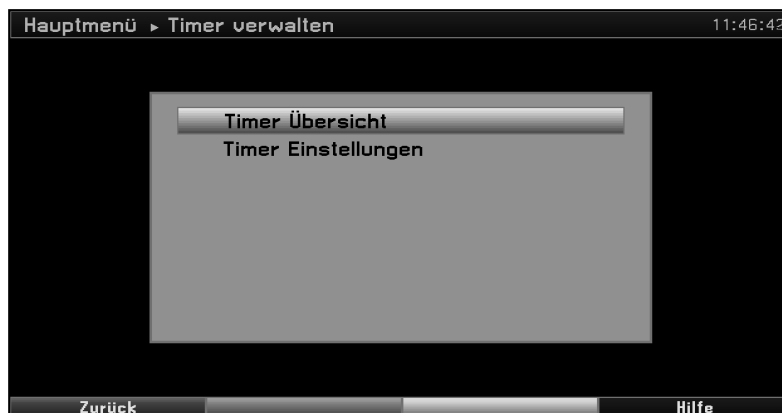 Hauptmenü ▸ Timer verwalten 11:46:42
Timer Übersicht
Timer Einstellungen
Zurück Hilfe